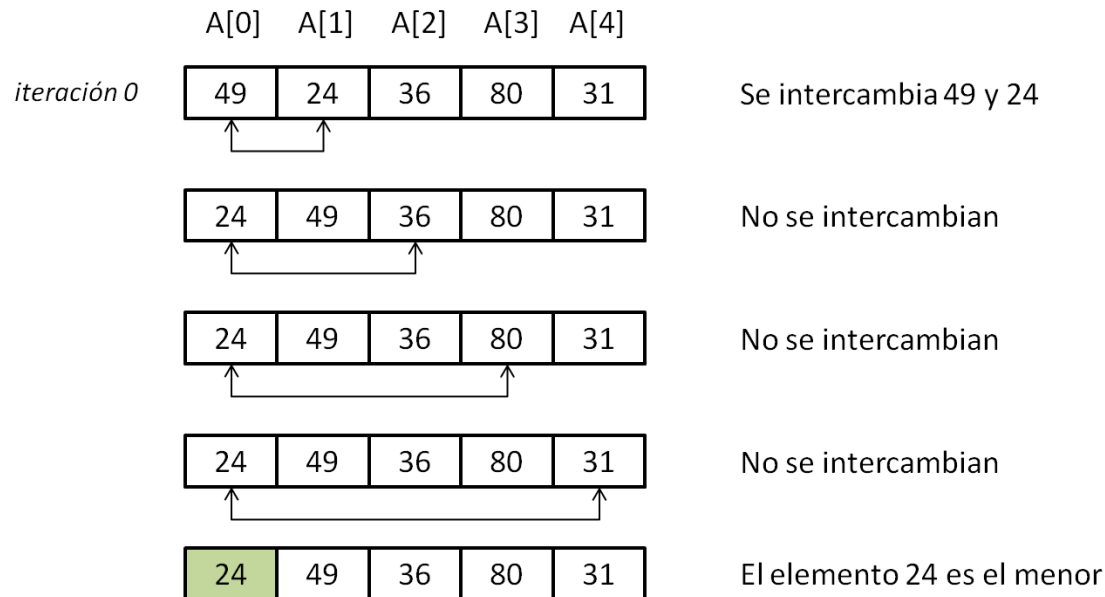 A[0] A[1] A[2] A[3] A[4]
iteración 0 49 24 36 80 31 Se intercambia 49 y 24
24 49 36 80 31 No se intercambian
24 49 36 80 31 No se intercambian
24 49 36 80 31 No se intercambian
24 49 36 80 31 El elemento 24 es el menor